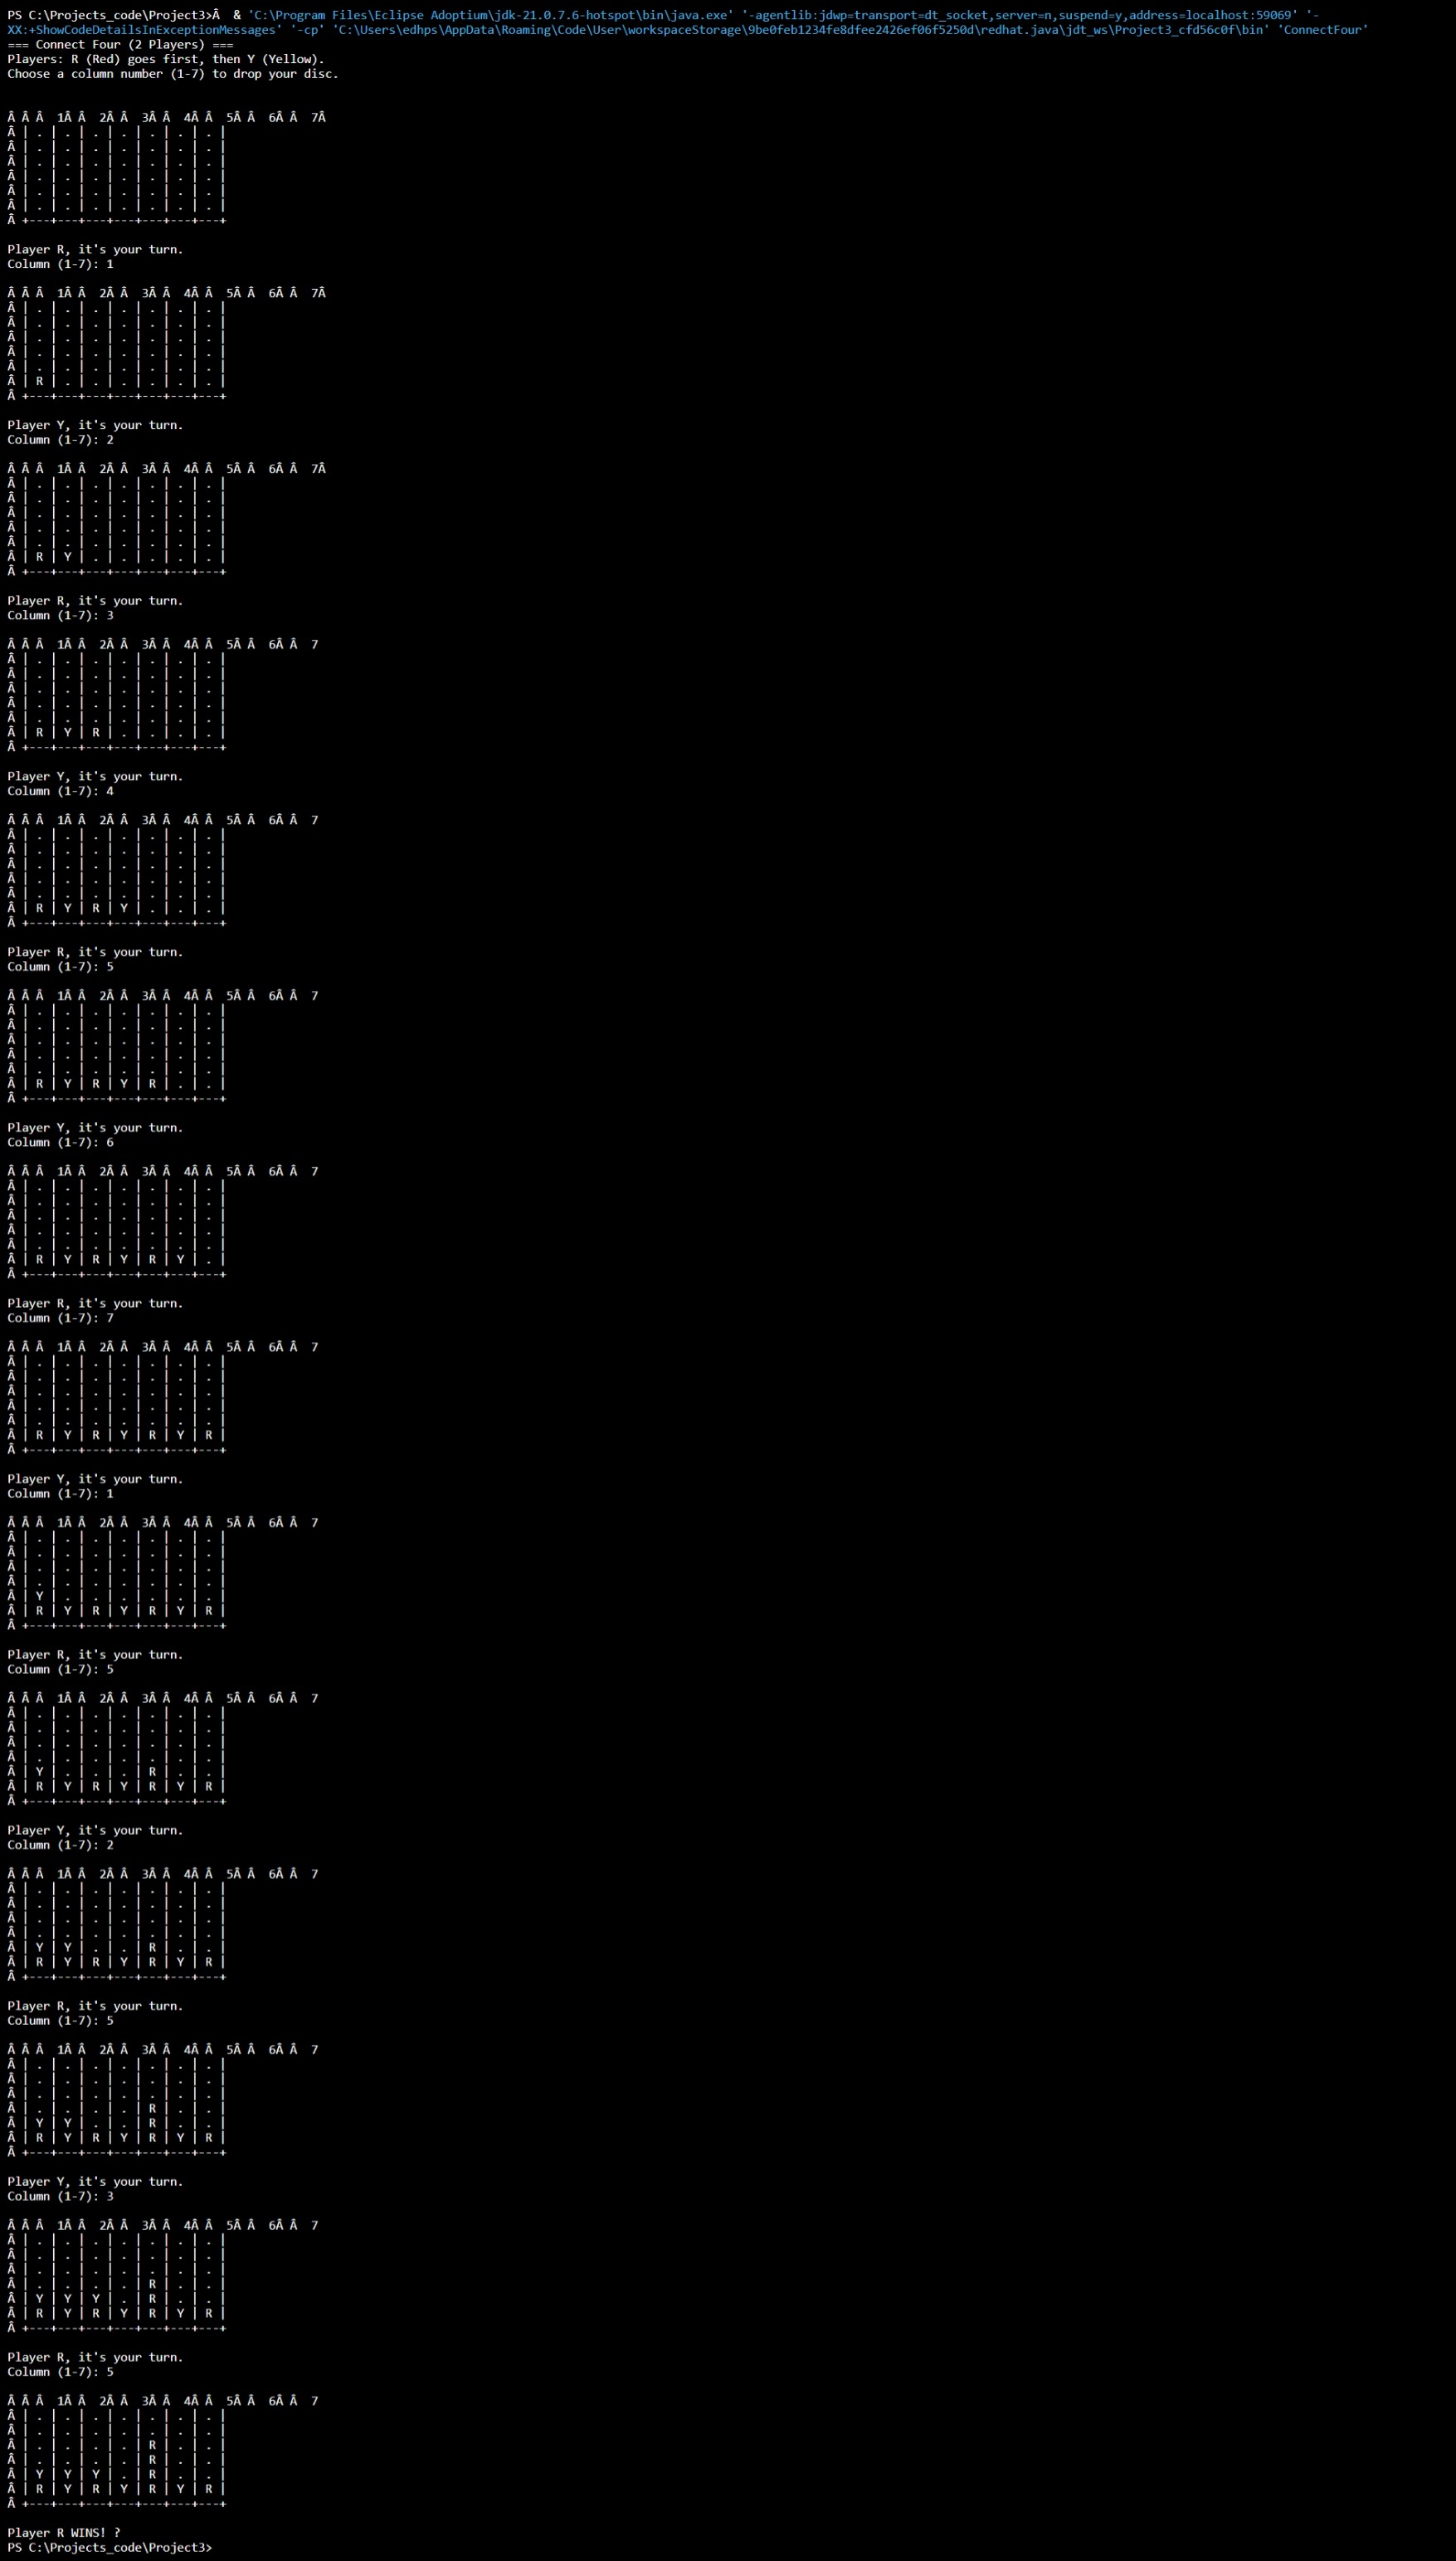 PS C:\Projects_code\Project3>Â  & 'C:\Program Files\Eclipse Adoptium\jdk-21.0.7.6-hotspot\bin\java.exe' '-agentlib:jdwp=transport=dt_socket,server=n,suspend=y,address=localhost:59069' '-
XX:+ShowCodeDetailsInExceptionMessages' '-cp' 'C:\Users\edhps\AppData\Roaming\Code\User\workspaceStorage\9be0feb1234fe8dfee2426ef06f5250d\redhat.java\jdt_ws\Project3_cfd56c0f\bin' 'ConnectFour'
=== Connect Four (2 Players) ===
Players: R (Red) goes first, then Y (Yellow).
Choose a column number (1-7) to drop your disc.
Â Â Â  1Â Â  2Â Â  3Â Â  4Â Â  5Â Â  6Â Â  7Â
Â | . | . | . | . | . | . | . |
Â | . | . | . | . | . | . | . |
Â | . | . | . | . | . | . | . |
Â | . | . | . | . | . | . | . |
Â | . | . | . | . | . | . | . |
Â | . | . | . | . | . | . | . |
Â +---+---+---+---+---+---+---+
Player R, it's your turn.
Column (1-7): 1
Â Â Â  1Â Â  2Â Â  3Â Â  4Â Â  5Â Â  6Â Â  7Â
Â | . | . | . | . | . | . | . |
Â | . | . | . | . | . | . | . |
Â | . | . | . | . | . | . | . |
Â | . | . | . | . | . | . | . |
Â | . | . | . | . | . | . | . |
Â | R | . | . | . | . | . | . |
Â +---+---+---+---+---+---+---+
Player Y, it's your turn.
Column (1-7): 2
Â Â Â  1Â Â  2Â Â  3Â Â  4Â Â  5Â Â  6Â Â  7Â
Â | . | . | . | . | . | . | . |
Â | . | . | . | . | . | . | . |
Â | . | . | . | . | . | . | . |
Â | . | . | . | . | . | . | . |
Â | . | . | . | . | . | . | . |
Â | R | Y | . | . | . | . | . |
Â +---+---+---+---+---+---+---+
Player R, it's your turn.
Column (1-7): 3
Â Â Â  1Â Â  2Â Â  3Â Â  4Â Â  5Â Â  6Â Â  7
Â | . | . | . | . | . | . | . |
Â | . | . | . | . | . | . | . |
Â | . | . | . | . | . | . | . |
Â | . | . | . | . | . | . | . |
Â | . | . | . | . | . | . | . |
Â | R | Y | R | . | . | . | . |
Â +---+---+---+---+---+---+---+
Player Y, it's your turn.
Column (1-7): 4
Â Â Â  1Â Â  2Â Â  3Â Â  4Â Â  5Â Â  6Â Â  7
Â | . | . | . | . | . | . | . |
Â | . | . | . | . | . | . | . |
Â | . | . | . | . | . | . | . |
Â | . | . | . | . | . | . | . |
Â | . | . | . | . | . | . | . |
Â | R | Y | R | Y | . | . | . |
Â +---+---+---+---+---+---+---+
Player R, it's your turn.
Column (1-7): 5
Â Â Â  1Â Â  2Â Â  3Â Â  4Â Â  5Â Â  6Â Â  7
Â | . | . | . | . | . | . | . |
Â | . | . | . | . | . | . | . |
Â | . | . | . | . | . | . | . |
Â | . | . | . | . | . | . | . |
Â | . | . | . | . | . | . | . |
Â | R | Y | R | Y | R | . | . |
Â +---+---+---+---+---+---+---+
Player Y, it's your turn.
Column (1-7): 6
Â Â Â  1Â Â  2Â Â  3Â Â  4Â Â  5Â Â  6Â Â  7
Â | . | . | . | . | . | . | . |
Â | . | . | . | . | . | . | . |
Â | . | . | . | . | . | . | . |
Â | . | . | . | . | . | . | . |
Â | . | . | . | . | . | . | . |
Â | R | Y | R | Y | R | Y | . |
Â +---+---+---+---+---+---+---+
Player R, it's your turn.
Column (1-7): 7
Â Â Â  1Â Â  2Â Â  3Â Â  4Â Â  5Â Â  6Â Â  7
Â | . | . | . | . | . | . | . |
Â | . | . | . | . | . | . | . |
Â | . | . | . | . | . | . | . |
Â | . | . | . | . | . | . | . |
Â | . | . | . | . | . | . | . |
Â | R | Y | R | Y | R | Y | R |
Â +---+---+---+---+---+---+---+
Player Y, it's your turn.
Column (1-7): 1
Â Â Â  1Â Â  2Â Â  3Â Â  4Â Â  5Â Â  6Â Â  7
Â | . | . | . | . | . | . | . |
Â | . | . | . | . | . | . | . |
Â | . | . | . | . | . | . | . |
Â | . | . | . | . | . | . | . |
Â | Y | . | . | . | . | . | . |
Â | R | Y | R | Y | R | Y | R |
Â +---+---+---+---+---+---+---+
Player R, it's your turn.
Column (1-7): 5
Â Â Â  1Â Â  2Â Â  3Â Â  4Â Â  5Â Â  6Â Â  7
Â | . | . | . | . | . | . | . |
Â | . | . | . | . | . | . | . |
Â | . | . | . | . | . | . | . |
Â | . | . | . | . | . | . | . |
Â | Y | . | . | . | R | . | . |
Â | R | Y | R | Y | R | Y | R |
Â +---+---+---+---+---+---+---+
Player Y, it's your turn.
Column (1-7): 2
Â Â Â  1Â Â  2Â Â  3Â Â  4Â Â  5Â Â  6Â Â  7
Â | . | . | . | . | . | . | . |
Â | . | . | . | . | . | . | . |
Â | . | . | . | . | . | . | . |
Â | . | . | . | . | . | . | . |
Â | Y | Y | . | . | R | . | . |
Â | R | Y | R | Y | R | Y | R |
Â +---+---+---+---+---+---+---+
Player R, it's your turn.
Column (1-7): 5
Â Â Â  1Â Â  2Â Â  3Â Â  4Â Â  5Â Â  6Â Â  7
Â | . | . | . | . | . | . | . |
Â | . | . | . | . | . | . | . |
Â | . | . | . | . | . | . | . |
Â | . | . | . | . | R | . | . |
Â | Y | Y | . | . | R | . | . |
Â | R | Y | R | Y | R | Y | R |
Â +---+---+---+---+---+---+---+
Player Y, it's your turn.
Column (1-7): 3
Â Â Â  1Â Â  2Â Â  3Â Â  4Â Â  5Â Â  6Â Â  7
Â | . | . | . | . | . | . | . |
Â | . | . | . | . | . | . | . |
Â | . | . | . | . | . | . | . |
Â | . | . | . | . | R | . | . |
Â | Y | Y | Y | . | R | . | . |
Â | R | Y | R | Y | R | Y | R |
Â +---+---+---+---+---+---+---+
Player R, it's your turn.
Column (1-7): 5
Â Â Â  1Â Â  2Â Â  3Â Â  4Â Â  5Â Â  6Â Â  7
Â | . | . | . | . | . | . | . |
Â | . | . | . | . | . | . | . |
Â | . | . | . | . | R | . | . |
Â | . | . | . | . | R | . | . |
Â | Y | Y | Y | . | R | . | . |
Â | R | Y | R | Y | R | Y | R |
Â +---+---+---+---+---+---+---+
Player R WINS! ?
PS C:\Projects_code\Project3>